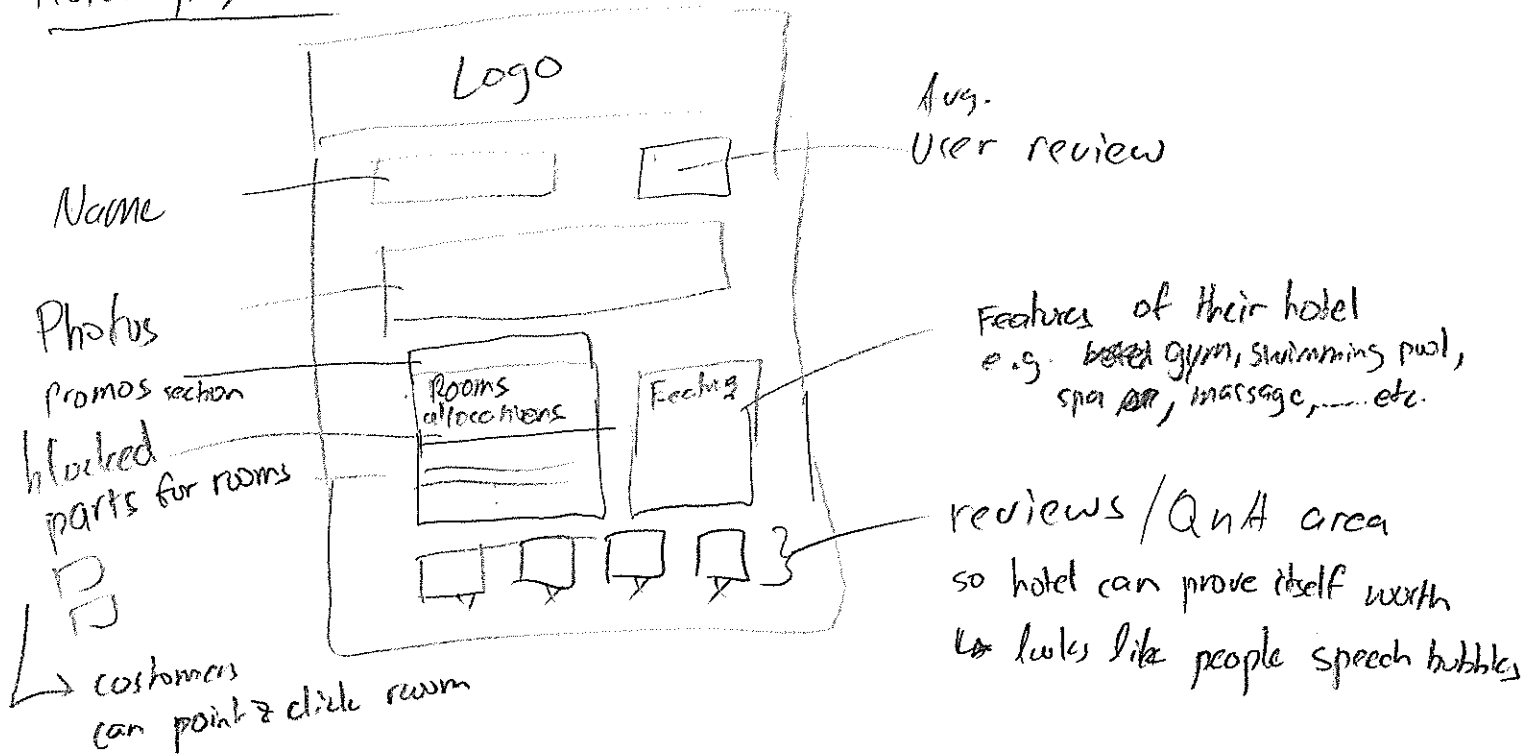 Logo
Avg.
User review
Name
Photos
Promos section
Rooms
allocations
blocked
parts for rooms
Features of their hotel
e.g. gym, swimming pool,
spa, massage,.....etc.
reviews/QnA area
so hotel can prove itself worth
↳ looks like people speech bubbles
↳ costomers
can point & click room